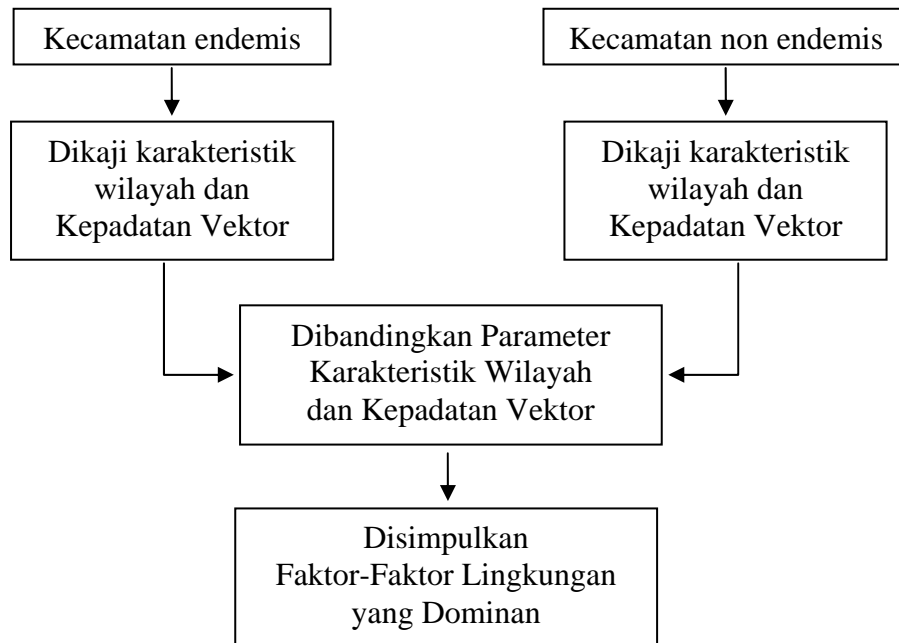 Kecamatan endemis
Kecamatan non endemis
Dikaji karakteristik
wilayah dan
Kepadatan Vektor
Dikaji karakteristik
wilayah dan
Kepadatan Vektor
Dibandingkan Parameter
Karakteristik Wilayah
dan Kepadatan Vektor
Disimpulkan
Faktor-Faktor Lingkungan
yang Dominan